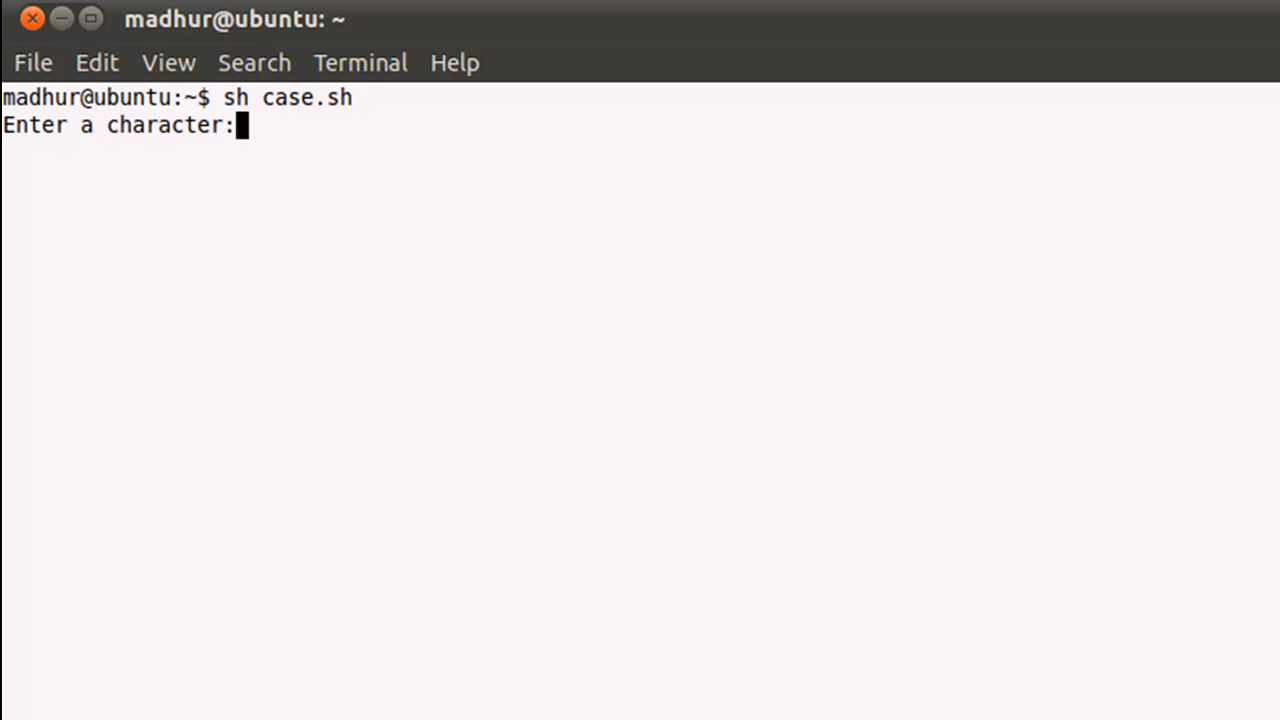 madhur@ubuntu: ~
File Edit View Search Terminal Help
madhur@ubuntu:~$ sh case.sh
Enter a character: